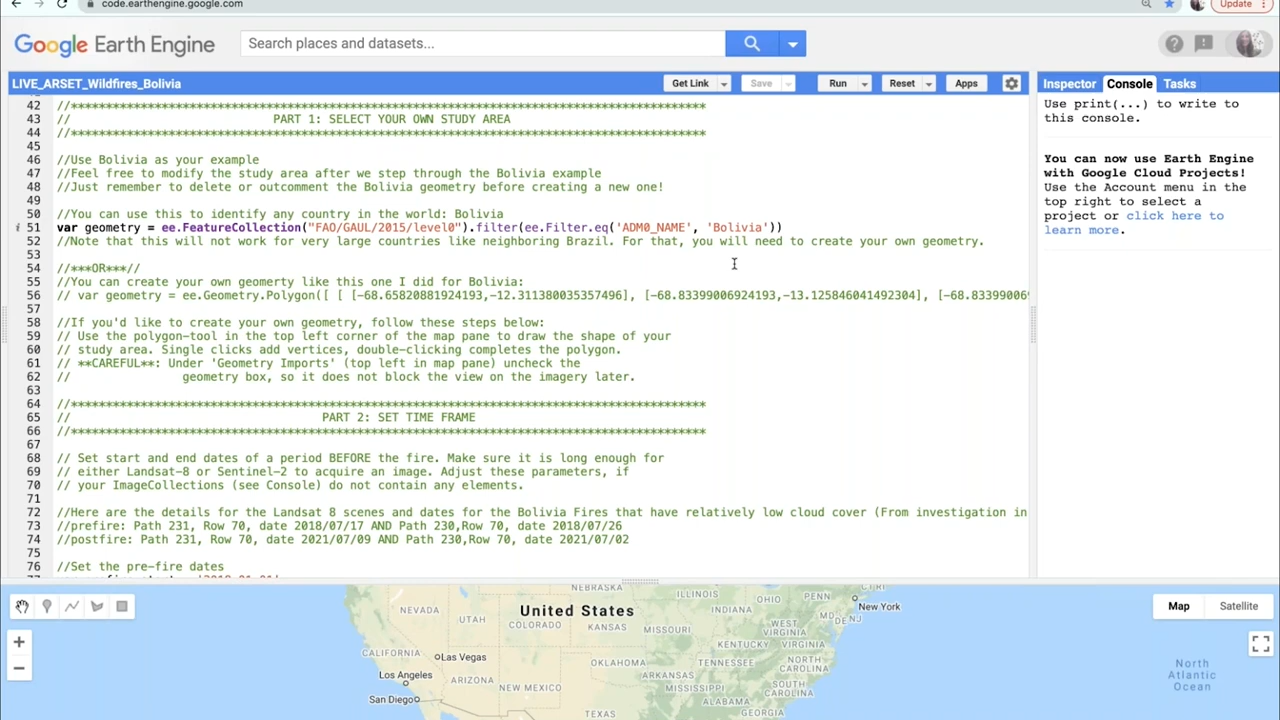 code.earthengine.google.com
Update
Google Earth Engine
Search places and datasets...
LIVE_ARSET_Wildfires_Bolivia
Get Link
Save
Run
Reset
Apps
Inspector
Console
Tasks
Use print(...) to write to
this console.
You can now use Earth Engine
with Google Cloud Projects!
Use the Account menu in the
top right to select a
project or click here to
learn more.
42 //***********************************************************************************
43 // PART 1: SELECT YOUR OWN STUDY AREA
44 //***********************************************************************************
45
46 //Use Bolivia as your example
47 //Feel free to modify the study area after we step through the Bolivia example
48 //Just remember to delete or outcomment the Bolivia geometry before creating a new one!
49
50 //You can use this to identify any country in the world: Bolivia
i 51 var geometry = ee.FeatureCollection("FAO/GAUL/2015/level0").filter(ee.Filter.eq('ADM0_NAME', 'Bolivia'))
52 //Note that this will not work for very large countries like neighboring Brazil. For that, you will need to create your own geometry.
53
54 //***OR***//
55 //You can create your own geomerty like this one I did for Bolivia:
56 // var geometry = ee.Geometry.Polygon([ [ [-68.65820881924193,-12.311380035357496], [-68.83399006924193,-13.125846041492304], [-68.8339906
57
58 //If you'd like to create your own geometry, follow these steps below:
59 // Use the polygon-tool in the top left corner of the map pane to draw the shape of your
60 // study area. Single clicks add vertices, double-clicking completes the polygon.
61 // **CAREFUL**: Under 'Geometry Imports' (top left in map pane) uncheck the
62 // geometry box, so it does not block the view on the imagery later.
63
64 //***********************************************************************************
65 // PART 2: SET TIME FRAME
66 //***********************************************************************************
67
68 // Set start and end dates of a period BEFORE the fire. Make sure it is long enough for
69 // either Landsat-8 or Sentinel-2 to acquire an image. Adjust these parameters, if
70 // your ImageCollections (see Console) do not contain any elements.
71
72 //Here are the details for the Landsat 8 scenes and dates for the Bolivia Fires that have relatively low cloud cover (From investigation in
73 //prefire: Path 231, Row 70, date 2018/07/17 AND Path 230,Row 70, date 2018/07/26
74 //postfire: Path 231, Row 70, date 2021/07/09 AND Path 230,Row 70, date 2021/07/02
75
76 //Set the pre-fire dates
Map
Satellite
NEBRASKA
ILLINOIS
OHIO
PENN
New York
United States
NEVADA
UTAH
COLORADO
KANSAS
MISSOURI
INDIANA
WEST
VIRGINIA
MD
DE
NJ
KENTUCKY
VIRGINIA
CALIFORNIA
Las Vegas
OKLAHOMA
TENNESSEE
NORTH
CAROLINA
Los Angeles
ARIZONA
NEW MEXICO
ARKANSAS
MISSISSIPPI
SOUTH
CAROLINA
San Diego
ALABAMA
TEXAS
GEORGIA
North
Atlantic
Ocean